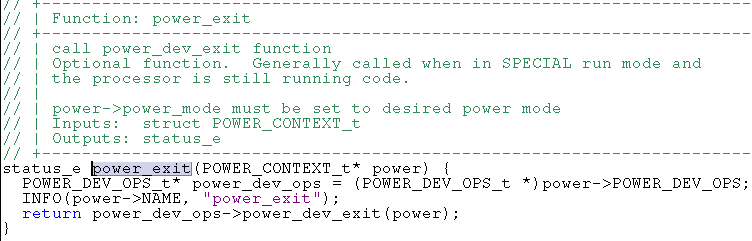 // +------------------------------------------------------------------------------
// | Function: power_exit
// +------------------------------------------------------------------------------
// | call power_dev_exit function
// | Optional function.  Generally called when in SPECIAL run mode and
// | the processor is still running code.
// |
// | power->power_mode must be set to desired power mode
// | Inputs:  struct POWER_CONTEXT_t
// | Outputs: status_e
// +------------------------------------------------------------------------------
status_e power_exit(POWER_CONTEXT_t* power) {
  POWER_DEV_OPS_t* power_dev_ops = (POWER_DEV_OPS_t *)power->POWER_DEV_OPS;
  INFO(power->NAME, "power_exit");
  return power_dev_ops->power_dev_exit(power);
}